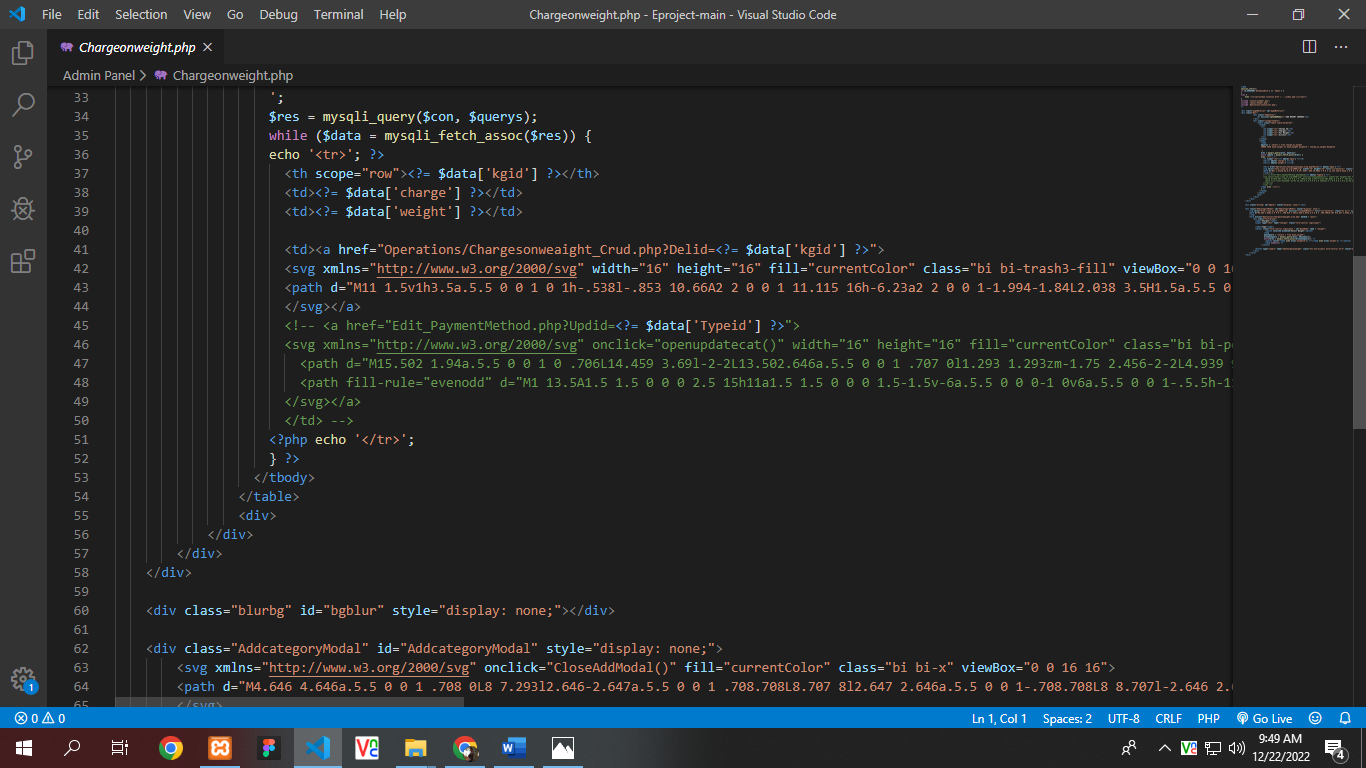 File Edit Selection View Go Debug Terminal Help Chargeonweight.php - Eproject-main - Visual Studio Code
Chargeonweight.php
Admin Panel > Chargeonweight.php
33 ';
34 $res = mysqli_query($con, $querys);
35 while ($data = mysqli_fetch_assoc($res)) {
36 echo '<tr>'; ?>
37 <th scope="row"><?= $data['kgid'] ?></th>
38 <td><?= $data['charge'] ?></td>
39 <td><?= $data['weight'] ?></td>
40
41 <td><a href="Operations/Chargesonweaight_Crud.php?Delid=<?= $data['kgid'] ?>">
42 <svg xmlns="http://www.w3.org/2000/svg" width="16" height="16" fill="currentColor" class="bi bi-trash3-fill" viewBox="0 0 16
43 <path d="M11 1.5v1h3.5a.5.5 0 0 1 0 1h-.538l-.853 10.66A2 2 0 0 1 11.115 16h-6.23a2 2 0 0 1-1.994-1.84L2.038 3.5H1.5a.5.5 0
44 </svg></a>
45 <!-- <a href="Edit_PaymentMethod.php?Updid=<?= $data['Typeid'] ?>">
46 <svg xmlns="http://www.w3.org/2000/svg" onclick="openupdatecat()" width="16" height="16" fill="currentColor" class="bi bi-pe
47 <path d="M15.502 1.94a.5.5 0 0 1 0 .706L14.459 3.69l-2-2L13.502.646a.5.5 0 0 1 .707 0l1.293 1.293zm-1.75 2.456-2-2L4.939 9
48 <path fill-rule="evenodd" d="M1 13.5A1.5 1.5 0 0 0 2.5 15h11a1.5 1.5 0 0 0 1.5-1.5v-6a.5.5 0 0 0-1 0v6a.5.5 0 0 1-.5.5h-11
49 </svg></a>
50 </td> -->
51 <?php echo '</tr>';
52 } ?>
53 </tbody>
54 </table>
55 <div>
56 </div>
57 </div>
58 </div>
59
60 <div class="blurbg" id="bgblur" style="display: none;"></div>
61
62 <div class="AddcategoryModal" id="AddcategoryModal" style="display: none;">
63 <svg xmlns="http://www.w3.org/2000/svg" onclick="CloseAddModal()" fill="currentColor" class="bi bi-x" viewBox="0 0 16 16">
64 <path d="M4.646 4.646a.5.5 0 0 1 .708 0L8 7.293l2.646-2.647a.5.5 0 0 1 .708.708L8.707 8l2.647 2.646a.5.5 0 0 1-.708.708L8 8.707l-2.646 2.6
65 </svg>
1
0 0 Ln 1, Col 1 Spaces: 2 UTF-8 CRLF PHP Go Live
9:49 AM
12/22/2022
4